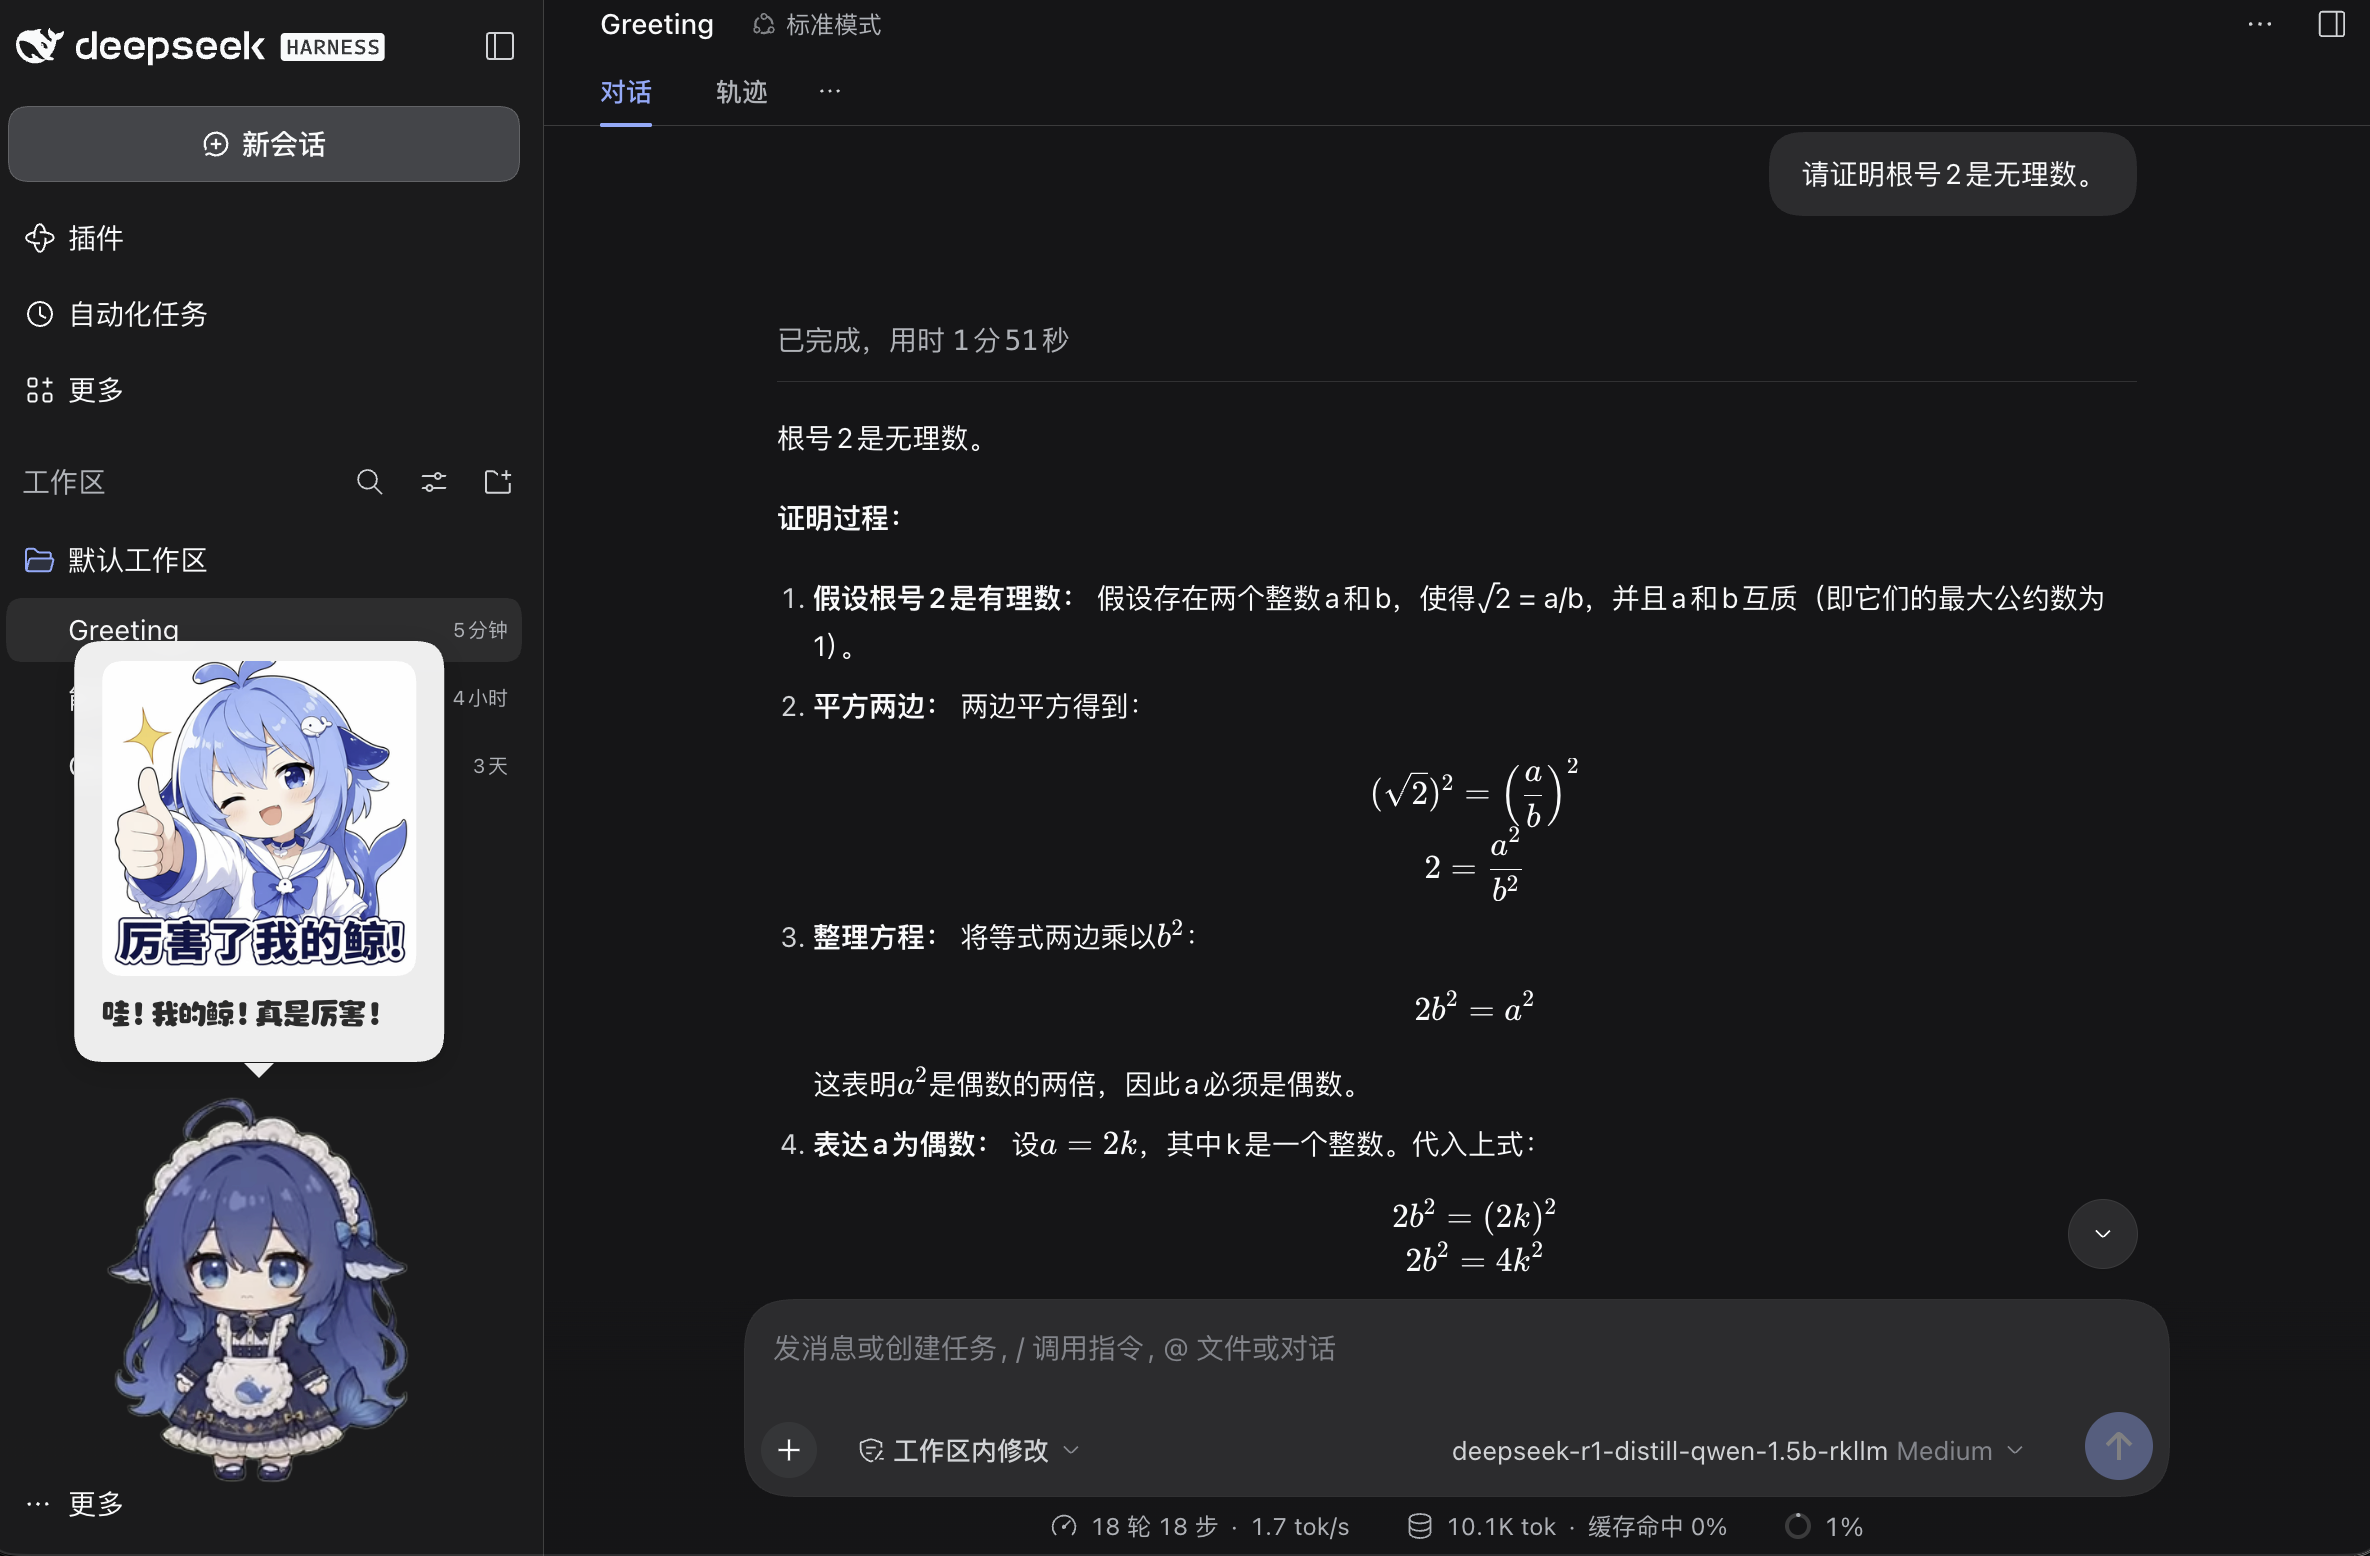 deepseek HARNESS
新会话
插件
自动化任务
更多
工作区
默认工作区
Greeting 5分钟
4小时
3天
厉害了我的鲸!
哇！我的鲸！真是厉害！
更多
Greeting 标准模式
对话 轨迹
请证明根号2是无理数。
已完成，用时 1分51秒
根号2是无理数。
证明过程：
1. 假设根号2是有理数： 假设存在两个整数a和b，使得√2 = a/b，并且a和b互质（即它们的最大公约数为
1）。
2. 平方两边： 两边平方得到：
(√2)² = (a/b)²
2 = a²/b²
3. 整理方程： 将等式两边乘以b²：
2b² = a²
这表明a²是偶数的两倍，因此a必须是偶数。
4. 表达a为偶数： 设a = 2k，其中k是一个整数。代入上式：
2b² = (2k)²
2b² = 4k²
发消息或创建任务, / 调用指令, @ 文件或对话
工作区内修改
deepseek-r1-distill-qwen-1.5b-rkllm Medium
18 轮 18 步 · 1.7 tok/s 10.1K tok · 缓存命中 0% 1%